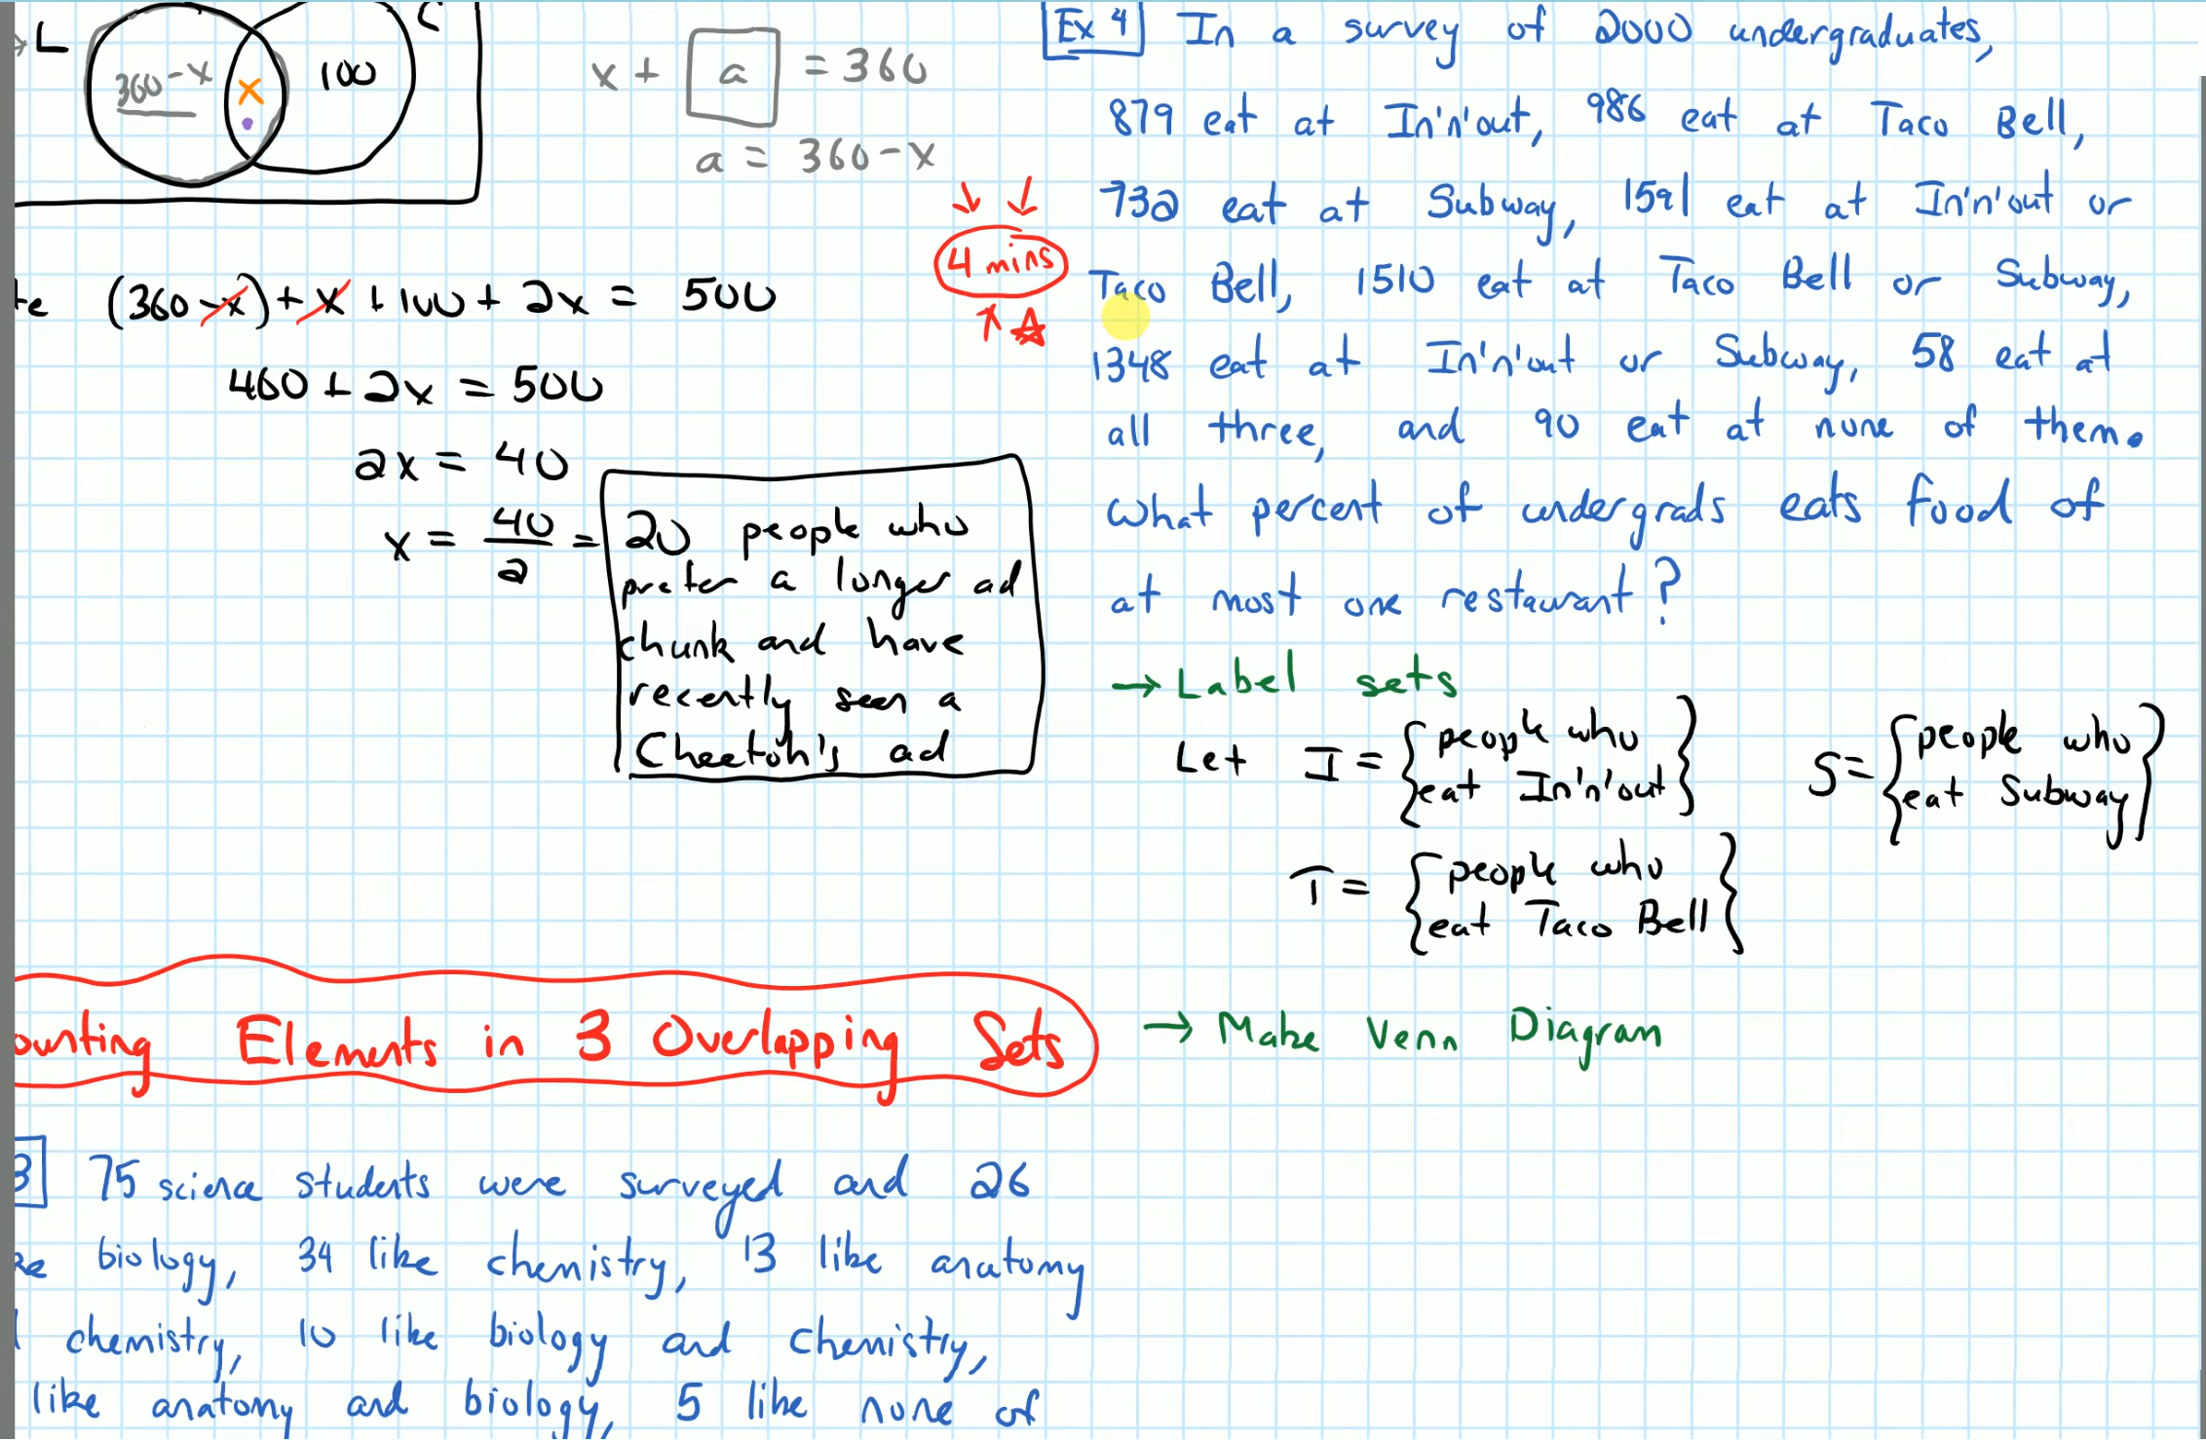 L
360-x
x
100
C
x + a = 360
a = 360-x
te (360-x)+x+100+2x = 500
460+2x = 500
2x = 40
x = 40/2 = 20 people who
prefer a longer ad
chunk and have
recently seen a
Cheetoh's ad
ounting Elements in 3 Overlapping Sets
3 75 science students were surveyed and 26
ke biology, 34 like chemistry, 13 like anatomy
chemistry, 10 like biology and chemistry,
like anatomy and biology, 5 like none of
4 mins
Ex 4 In a survey of 2000 undergraduates,
879 eat at In'n'out, 986 eat at Taco Bell,
732 eat at Subway, 1591 eat at In'n'out or
Taco Bell, 1510 eat at Taco Bell or Subway,
1348 eat at In'n'out or Subway, 58 eat at
all three, and 90 eat at none of them.
What percent of undergrads eats food of
at most one restaurant?
→ Label sets
Let I = {people who
eat In'n'out}
S = {people who
eat Subway}
T = {people who
eat Taco Bell}
→ Make Venn Diagram